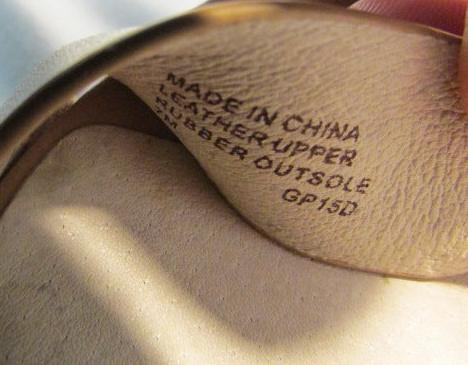 MADE IN CHINA
LEATHER UPPER
RUBBER OUTSOLE
M
GP15D